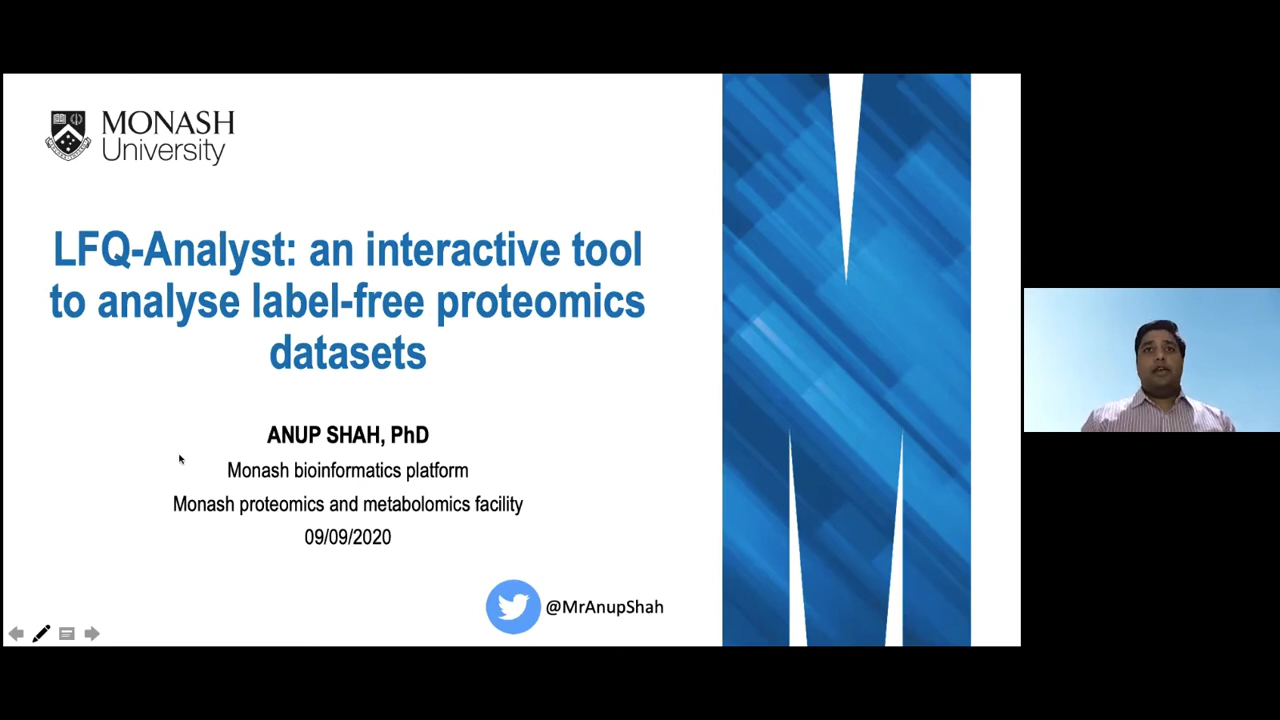 MONASH
University
LFQ-Analyst: an interactive tool
to analyse label-free proteomics
datasets
ANUP SHAH, PhD
Monash bioinformatics platform
Monash proteomics and metabolomics facility
09/09/2020
@MrAnupShah